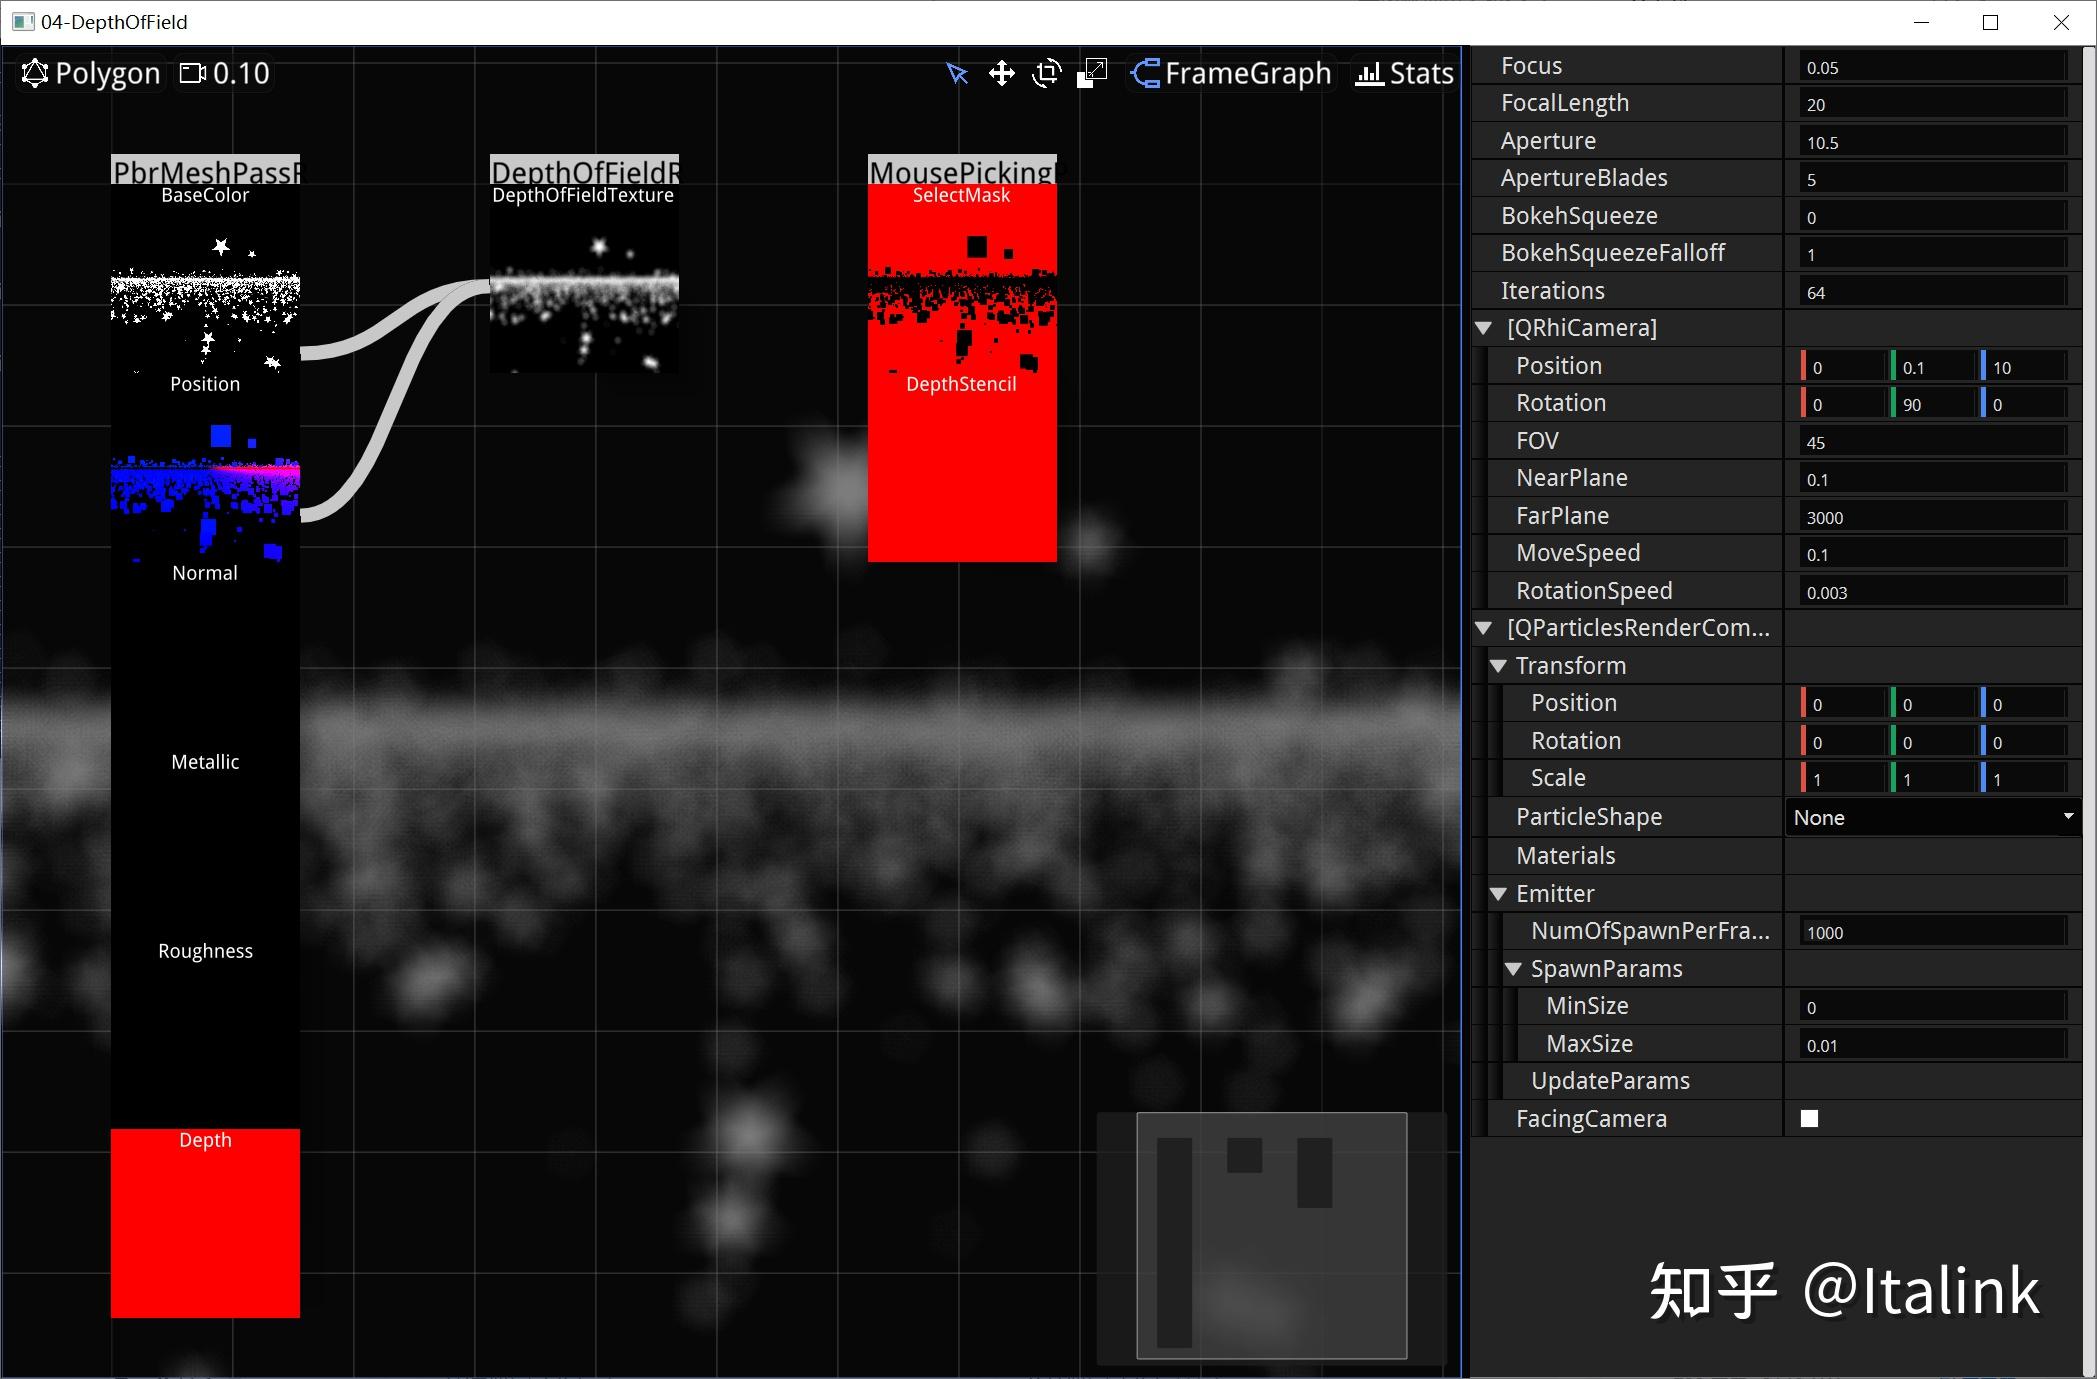 04-DepthOfField
Polygon
0.10
FrameGraph
Stats
PbrMeshPass
BaseColor
Position
Normal
Metallic
Roughness
Depth
DepthOfField
DepthOfFieldTexture
MousePicking
SelectMask
DepthStencil
Focus 0.05
FocalLength 20
Aperture 10.5
ApertureBlades 5
BokehSqueeze 0
BokehSqueezeFalloff 1
Iterations 64
[QRhiCamera]
Position 0 0.1 10
Rotation 0 90 0
FOV 45
NearPlane 0.1
FarPlane 3000
MoveSpeed 0.1
RotationSpeed 0.003
[QParticlesRenderCom...
Transform
Position 0 0 0
Rotation 0 0 0
Scale 1 1 1
ParticleShape None
Materials
Emitter
NumOfSpawnPerFra... 1000
SpawnParams
MinSize 0
MaxSize 0.01
UpdateParams
FacingCamera
知乎 @Italink